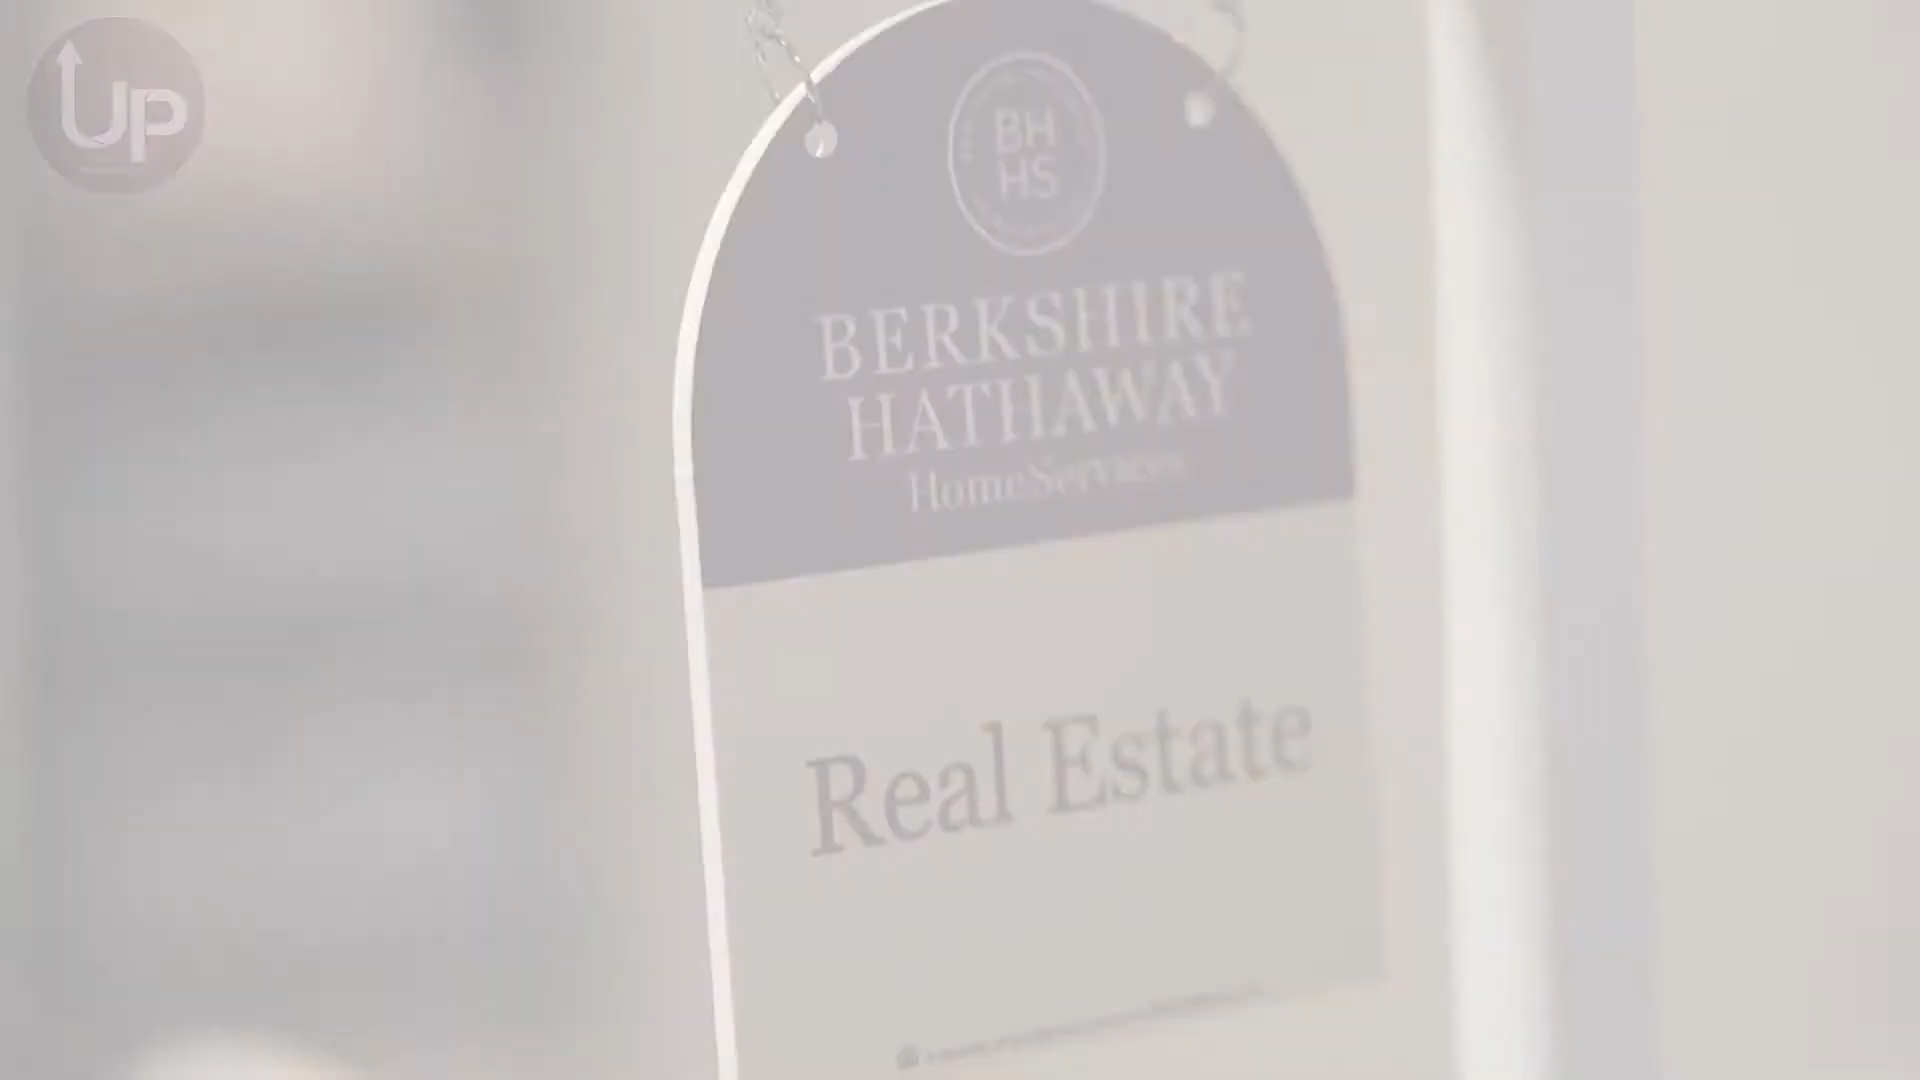 UP
BH
HS
BERKSHIRE
HATHAWAY
HomeServices
Real Estate